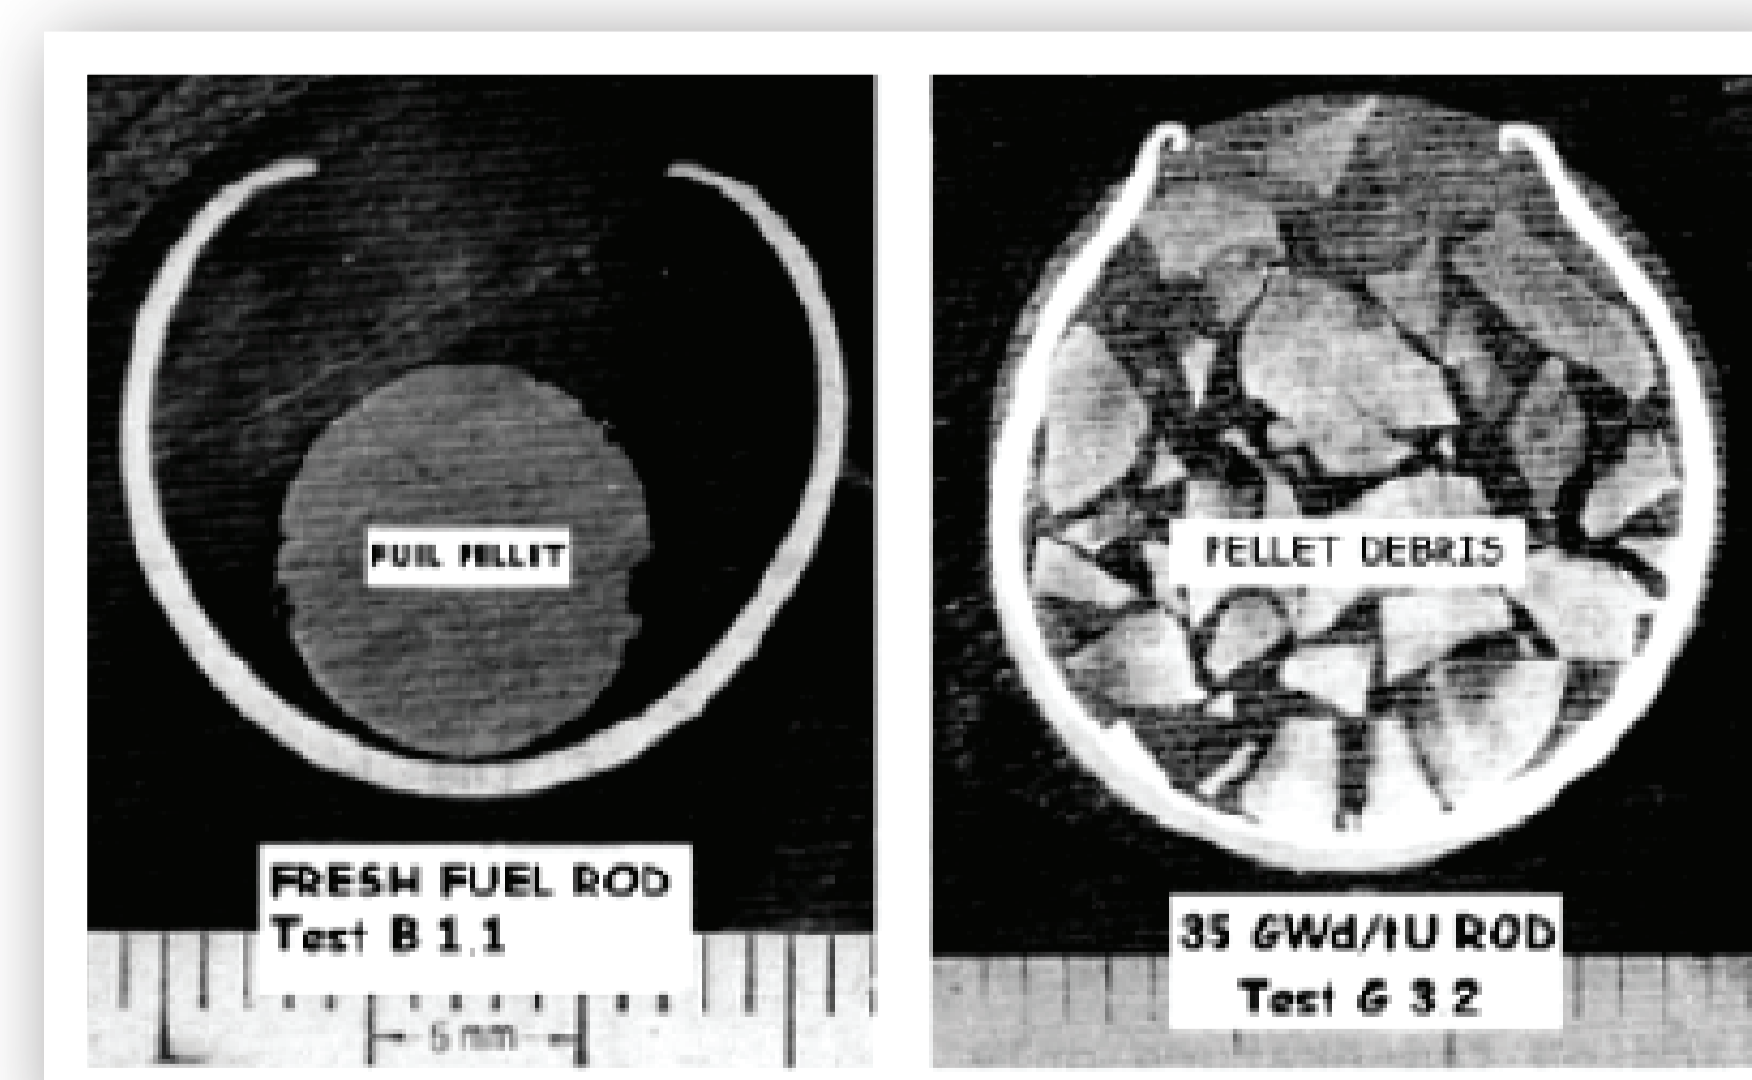 FUEL PELLET
FRESH FUEL ROD
Test B 1.1
5 mm
PELLET DEBRIS
35 GWd/tU ROD
Test G 3 2